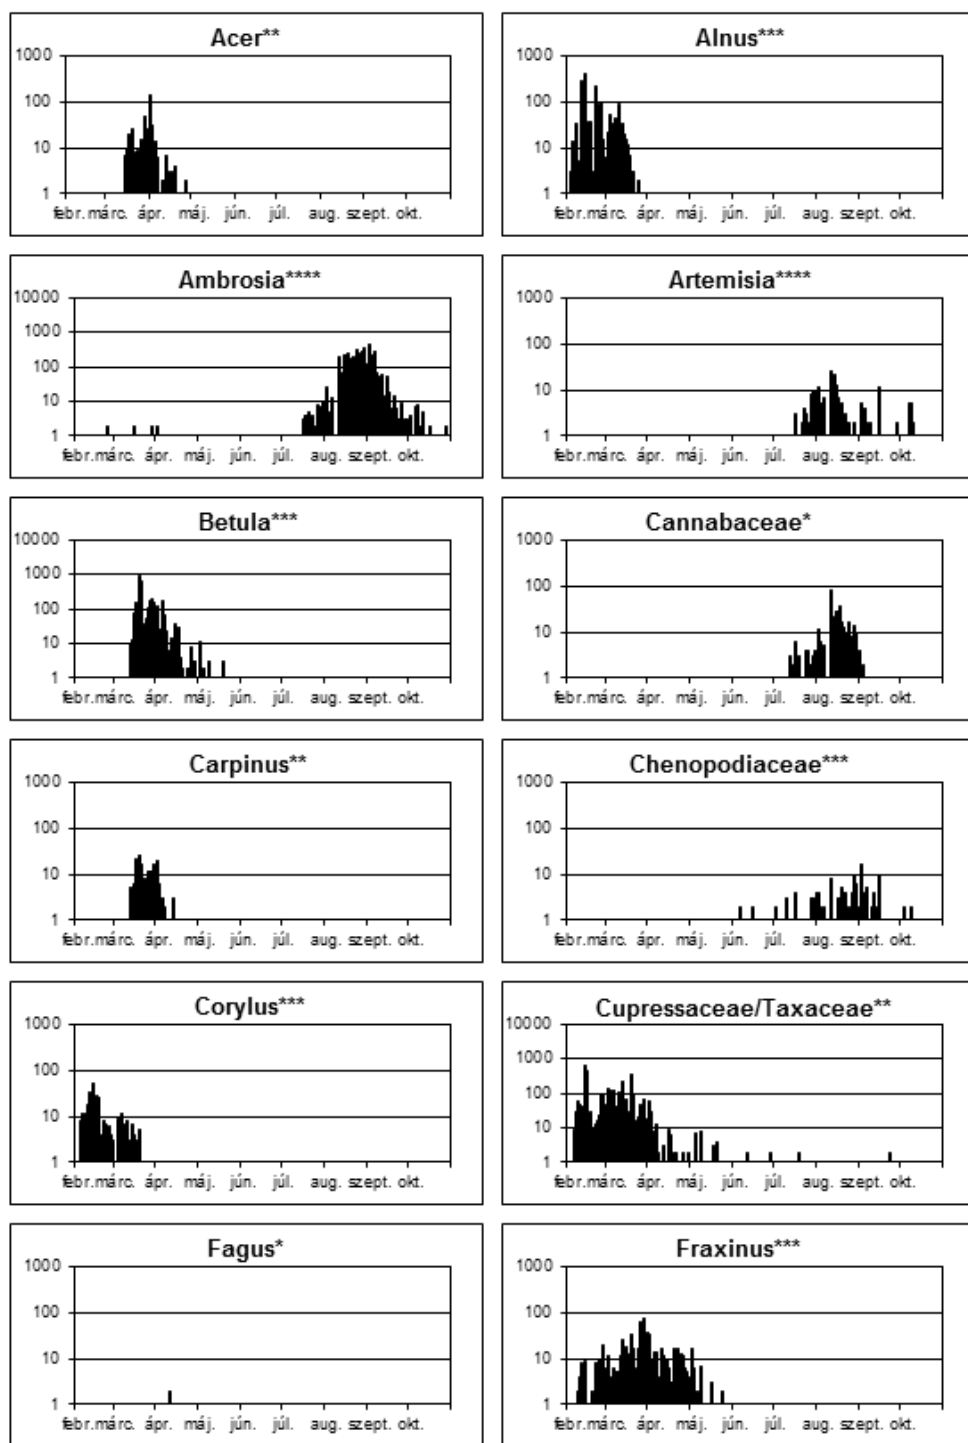 Acer**
1000
100
10
1
febr. márc. ápr. máj. jún. júl. aug. szept. okt.
Alnus***
1000
100
10
1
febr. márc. ápr. máj. jún. júl. aug. szept. okt.
Ambrosia****
10000
1000
100
10
1
febr. márc. ápr. máj. jún. júl. aug. szept. okt.
Artemisia****
1000
100
10
1
febr. márc. ápr. máj. jún. júl. aug. szept. okt.
Betula***
10000
1000
100
10
1
febr. márc. ápr. máj. jún. júl. aug. szept. okt.
Cannabaceae*
1000
100
10
1
febr. márc. ápr. máj. jún. júl. aug. szept. okt.
Carpinus**
1000
100
10
1
febr. márc. ápr. máj. jún. júl. aug. szept. okt.
Chenopodiaceae***
1000
100
10
1
febr. márc. ápr. máj. jún. júl. aug. szept. okt.
Corylus***
1000
100
10
1
febr. márc. ápr. máj. jún. júl. aug. szept. okt.
Cupressaceae/Taxaceae**
10000
1000
100
10
1
febr. márc. ápr. máj. jún. júl. aug. szept. okt.
Fagus*
1000
100
10
1
febr. márc. ápr. máj. jún. júl. aug. szept. okt.
Fraxinus***
1000
100
10
1
febr. márc. ápr. máj. jún. júl. aug. szept. okt.